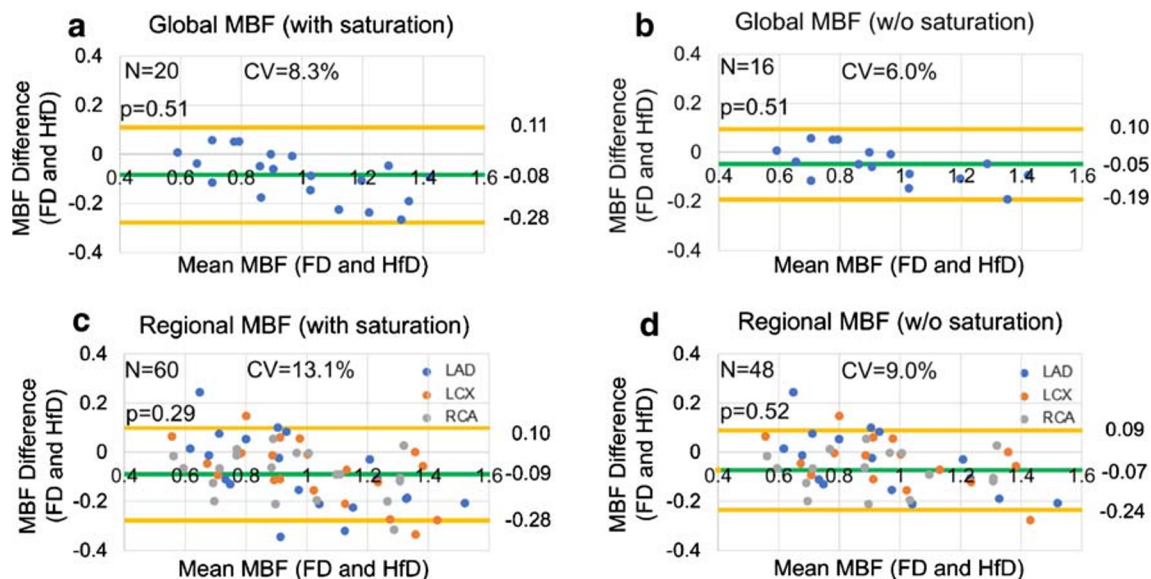 a
Global MBF (with saturation)
0.4
N=20
CV=8.3%
0.2
p=0.51
0.11
0
0.4
0.6
0.8
1
1.2
1.4
1.6
-0.08
-0.2
-0.28
-0.4
MBF Difference
(FD and HfD)
Mean MBF (FD and HfD)
b
Global MBF (w/o saturation)
0.4
N=16
CV=6.0%
0.2
p=0.51
0.10
0
0.4
0.6
0.8
1
1.2
1.4
1.6
-0.05
-0.2
-0.19
-0.4
MBF Difference
(FD and HfD)
Mean MBF (FD and HfD)
c
Regional MBF (with saturation)
0.4
N=60
CV=13.1%
LAD
LCX
RCA
0.2
p=0.29
0.10
0
0.4
0.6
0.8
1
1.2
1.4
1.6
-0.09
-0.2
-0.28
-0.4
MBF Difference
(FD and HfD)
Mean MBF (FD and HfD)
d
Regional MBF (w/o saturation)
0.4
N=48
CV=9.0%
LAD
LCX
RCA
0.2
p=0.52
0.09
0
0.4
0.6
0.8
1
1.2
1.4
1.6
-0.07
-0.2
-0.24
-0.4
MBF Difference
(FD and HfD)
Mean MBF (FD and HfD)